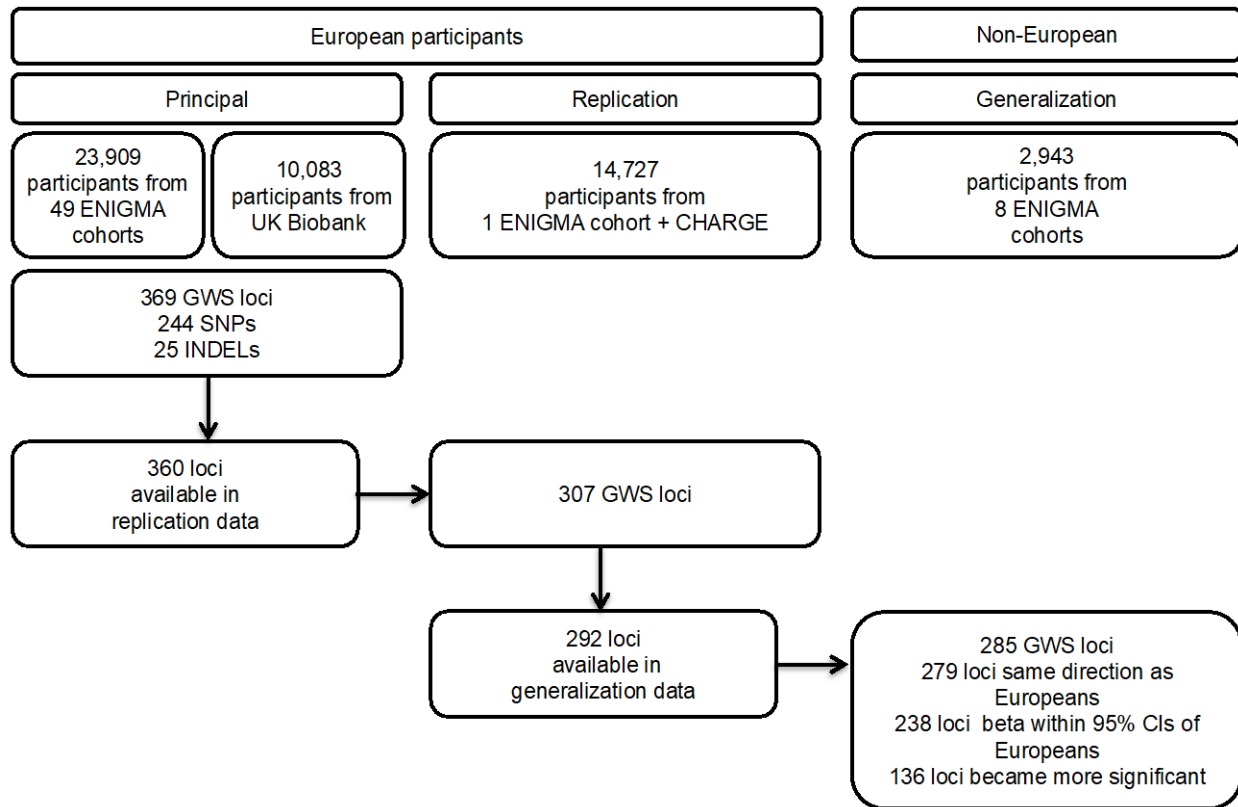 European participants
Non-European
Principal
Replication
Generalization
23,909
participants from
49 ENIGMA
cohorts
10,083
participants from
UK Biobank
14,727
participants from
1 ENIGMA cohort + CHARGE
2,943
participants from
8 ENIGMA
cohorts
369 GWS loci
244 SNPs
25 INDELs
360 loci
available in
replication data
307 GWS loci
292 loci
available in
generalization data
285 GWS loci
279 loci same direction as
Europeans
238 loci beta within 95% CIs of
Europeans
136 loci became more significant